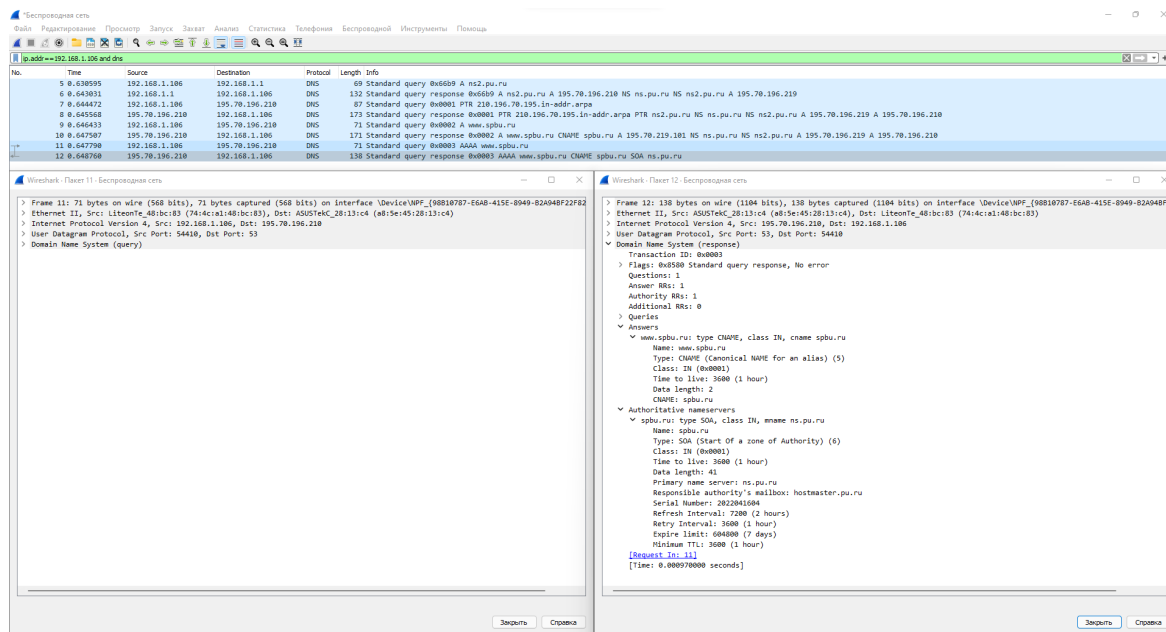 *Беспроводная сеть
Файл Редактирование Просмотр Запуск Захват Анализ Статистика Телефония Беспроводной Инструменты Помощь
ip.addr==192.168.1.106 and dns
No. Time Source Destination Protocol Length Info
5 0.630595 192.168.1.106 192.168.1.1 DNS 69 Standard query 0x66b9 A ns2.pu.ru
6 0.643031 192.168.1.1 192.168.1.106 DNS 132 Standard query response 0x66b9 A ns2.pu.ru A 195.70.196.210 NS ns.pu.ru NS ns2.pu.ru A 195.70.196.219
7 0.644472 192.168.1.106 195.70.196.210 DNS 87 Standard query 0x0001 PTR 210.196.70.195.in-addr.arpa
8 0.645568 195.70.196.210 192.168.1.106 DNS 173 Standard query response 0x0001 PTR 210.196.70.195.in-addr.arpa PTR ns2.pu.ru NS ns.pu.ru NS ns2.pu.ru A 195.70.196.219 A 195.70.196.210
9 0.646433 192.168.1.106 195.70.196.210 DNS 71 Standard query 0x0002 A www.spbu.ru
10 0.647507 195.70.196.210 192.168.1.106 DNS 171 Standard query response 0x0002 A www.spbu.ru CNAME spbu.ru A 195.70.219.101 NS ns.pu.ru NS ns2.pu.ru A 195.70.196.219 A 195.70.196.210
11 0.647790 192.168.1.106 195.70.196.210 DNS 71 Standard query 0x0003 AAAA www.spbu.ru
12 0.648760 195.70.196.210 192.168.1.106 DNS 138 Standard query response 0x0003 AAAA www.spbu.ru CNAME spbu.ru SOA ns.pu.ru
Wireshark · Пакет 11 · Беспроводная сеть
Frame 11: 71 bytes on wire (568 bits), 71 bytes captured (568 bits) on interface \Device\NPF_{98B10787-E6AB-415E-8949-B2A94BF22F82
Ethernet II, Src: LiteonTe_48:bc:83 (74:4c:a1:48:bc:83), Dst: ASUSTekC_28:13:c4 (a8:5e:45:28:13:c4)
Internet Protocol Version 4, Src: 192.168.1.106, Dst: 195.70.196.210
User Datagram Protocol, Src Port: 54410, Dst Port: 53
Domain Name System (query)
Закрыть Справка
Wireshark · Пакет 12 · Беспроводная сеть
Frame 12: 138 bytes on wire (1104 bits), 138 bytes captured (1104 bits) on interface \Device\NPF_{98B10787-E6AB-415E-8949-B2A94BF
Ethernet II, Src: ASUSTekC_28:13:c4 (a8:5e:45:28:13:c4), Dst: LiteonTe_48:bc:83 (74:4c:a1:48:bc:83)
Internet Protocol Version 4, Src: 195.70.196.210, Dst: 192.168.1.106
User Datagram Protocol, Src Port: 53, Dst Port: 54410
Domain Name System (response)
Transaction ID: 0x0003
Flags: 0x8580 Standard query response, No error
Questions: 1
Answer RRs: 1
Authority RRs: 1
Additional RRs: 0
Queries
Answers
www.spbu.ru: type CNAME, class IN, cname spbu.ru
Name: www.spbu.ru
Type: CNAME (Canonical NAME for an alias) (5)
Class: IN (0x0001)
Time to live: 3600 (1 hour)
Data length: 2
CNAME: spbu.ru
Authoritative nameservers
spbu.ru: type SOA, class IN, mname ns.pu.ru
Name: spbu.ru
Type: SOA (Start Of a zone of Authority) (6)
Class: IN (0x0001)
Time to live: 3600 (1 hour)
Data length: 41
Primary name server: ns.pu.ru
Responsible authority's mailbox: hostmaster.pu.ru
Serial Number: 2022041604
Refresh Interval: 7200 (2 hours)
Retry Interval: 3600 (1 hour)
Expire limit: 604800 (7 days)
Minimum TTL: 3600 (1 hour)
[Request In: 11]
[Time: 0.000970000 seconds]
Закрыть Справка